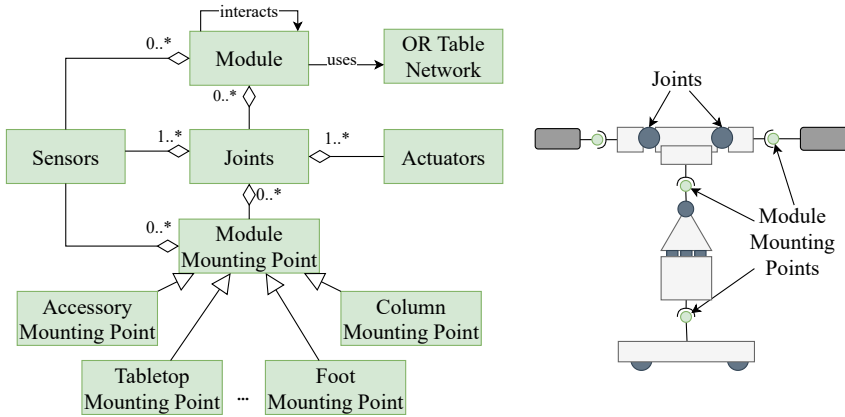 interacts
0..*
Module
uses
OR Table
Network
0..*
Sensors
1..*
Joints
1..*
Actuators
0..*
0..*
Module
Mounting Point
Accessory
Mounting Point
Column
Mounting Point
Tabletop
Mounting Point
...
Foot
Mounting Point
Joints
Module
Mounting
Points